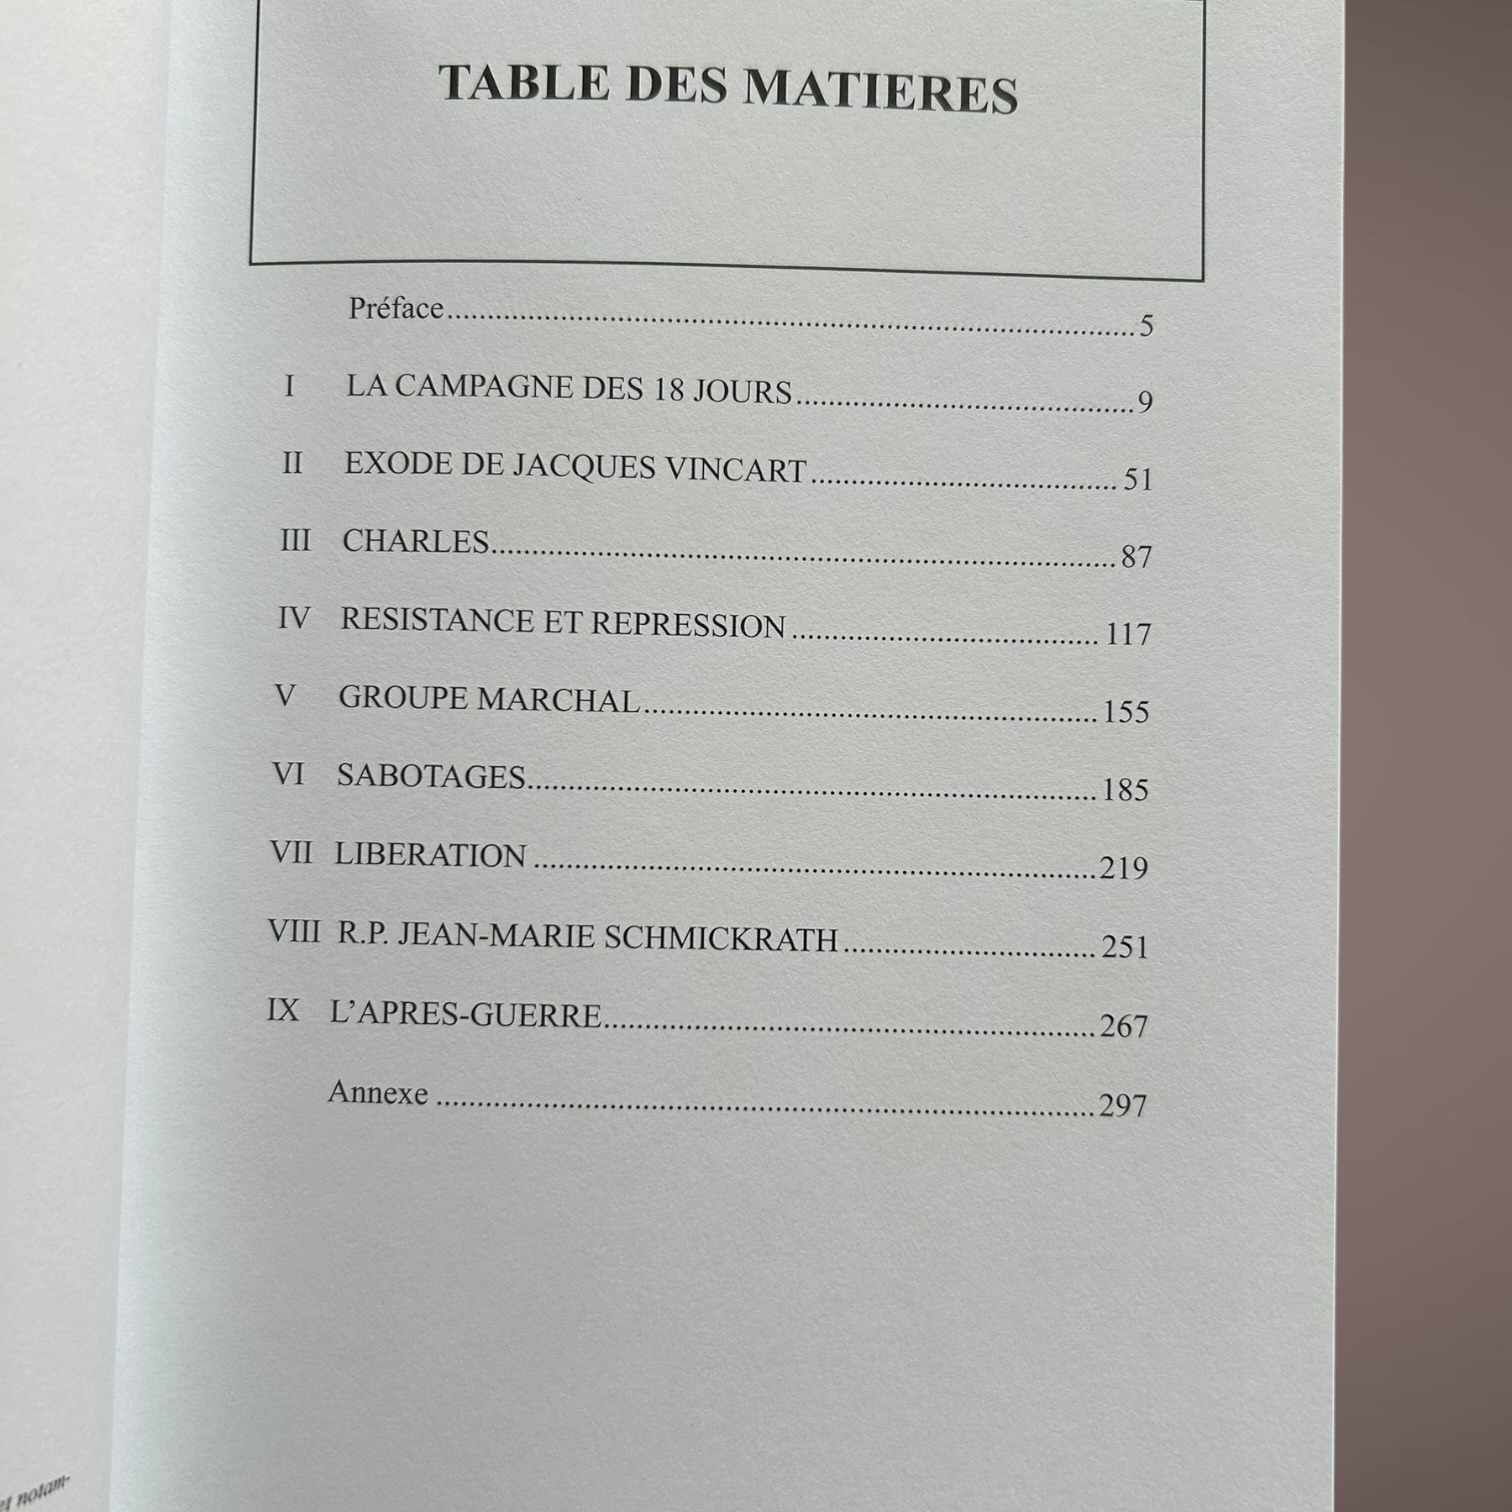 TABLE DES MATIERES
Préface.....................................................................................5
I LA CAMPAGNE DES 18 JOURS.........................................9
II EXODE DE JACQUES VINCART...................................... 51
III CHARLES............................................................................. 87
IV RESISTANCE ET REPRESSION...................................... 117
V GROUPE MARCHAL........................................................155
VI SABOTAGES......................................................................185
VII LIBERATION .....................................................................219
VIII R.P. JEAN-MARIE SCHMICKRATH...............................251
IX L’APRES-GUERRE............................................................267
Annexe .................................................................................297
et notam-